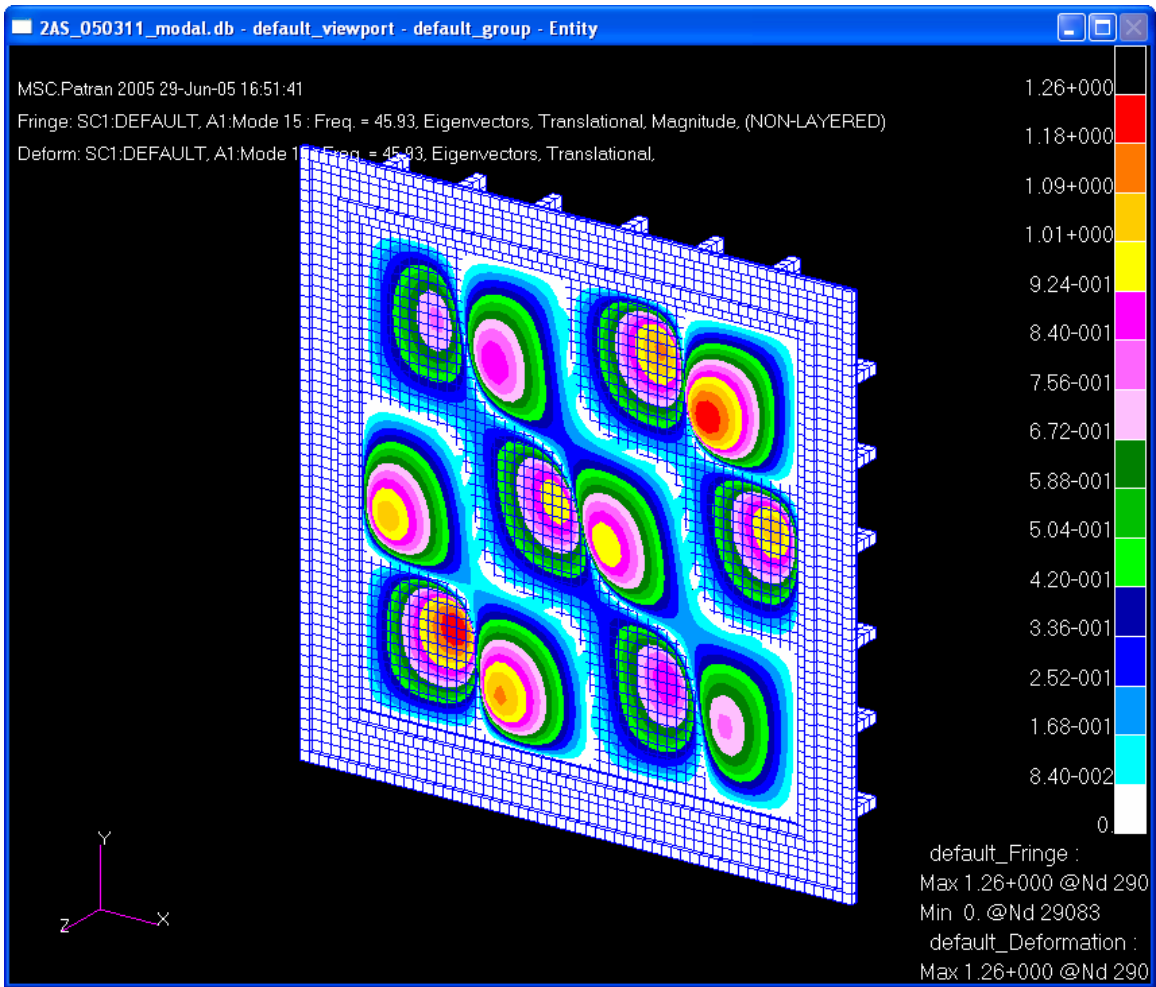 2AS_050311_modal.db - default_viewport - default_group - Entity
MSC.Patran 2005 29-Jun-05 16:51:41
Fringe: SC1:DEFAULT, A1:Mode 15 : Freq. = 45.93, Eigenvectors, Translational, Magnitude, (NON-LAYERED)
Deform: SC1:DEFAULT, A1:Mode 1 Freq. = 45.93, Eigenvectors, Translational,
1.26+000
1.18+000
1.09+000
1.01+000
9.24-001
8.40-001
7.56-001
6.72-001
5.88-001
5.04-001
4.20-001
3.36-001
2.52-001
1.68-001
8.40-002
0.
default_Fringe :
Max 1.26+000 @Nd 290
Min 0. @Nd 29083
default_Deformation :
Max 1.26+000 @Nd 290
Y
Z
X